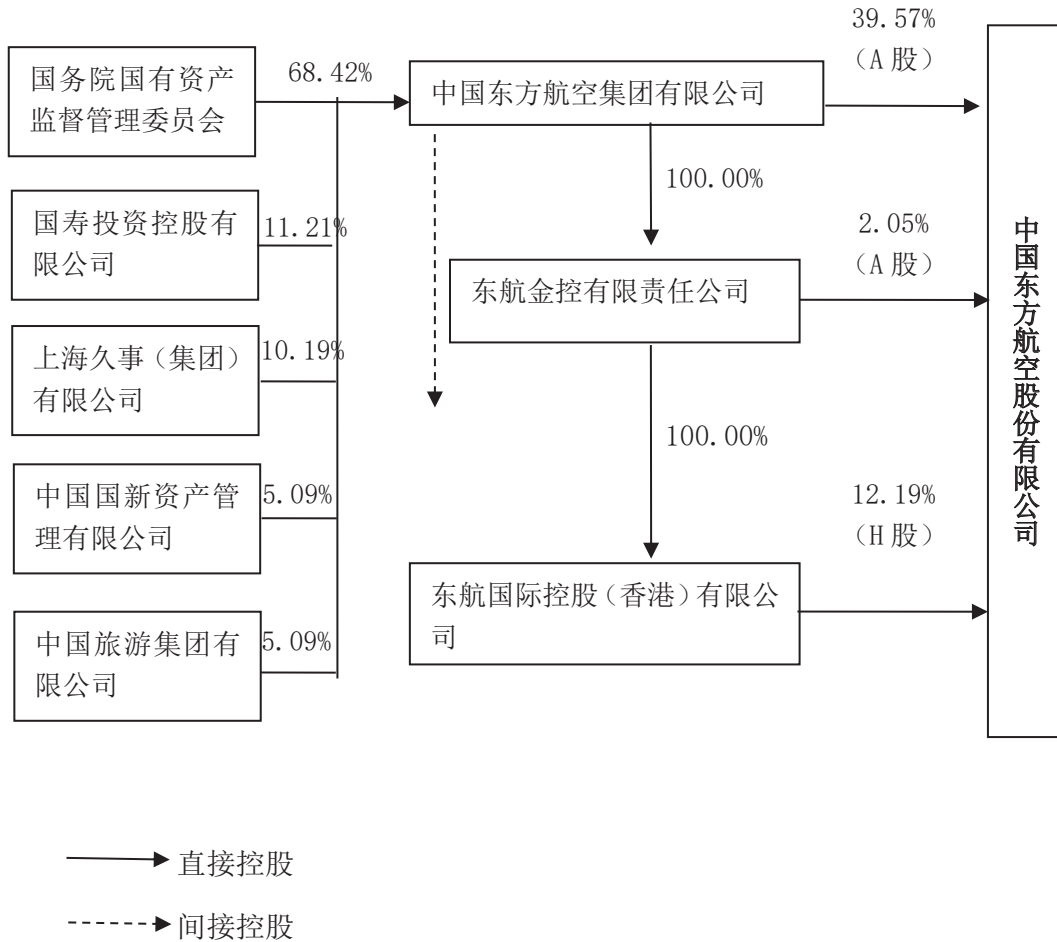 39.57%
（A 股）
国务院国有资产
监督管理委员会
68.42%
中国东方航空集团有限公司
100.00%
国寿投资控股有
限公司
11.21%
2.05%
（A 股）
东航金控有限责任公司
上海久事（集团）
有限公司
10.19%
100.00%
中国国新资产管
理有限公司
5.09%
12.19%
（H 股）
东航国际控股（香港）有限公
司
中国旅游集团有
限公司
5.09%
中国东方航空股份有限公司
直接控股
间接控股